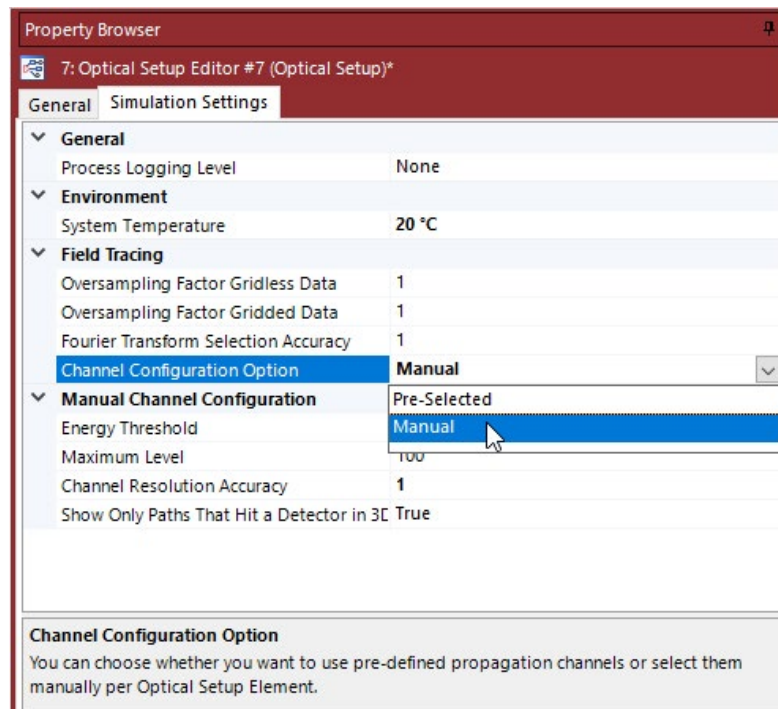 Property Browser
7: Optical Setup Editor #7 (Optical Setup)*
General Simulation Settings
General
Process Logging Level None
Environment
System Temperature 20 °C
Field Tracing
Oversampling Factor Gridless Data 1
Oversampling Factor Gridded Data 1
Fourier Transform Selection Accuracy 1
Channel Configuration Option Manual
Manual Channel Configuration Pre-Selected
Energy Threshold Manual
Maximum Level 100
Channel Resolution Accuracy 1
Show Only Paths That Hit a Detector in 3D True
Channel Configuration Option
You can choose whether you want to use pre-defined propagation channels or select them
manually per Optical Setup Element.